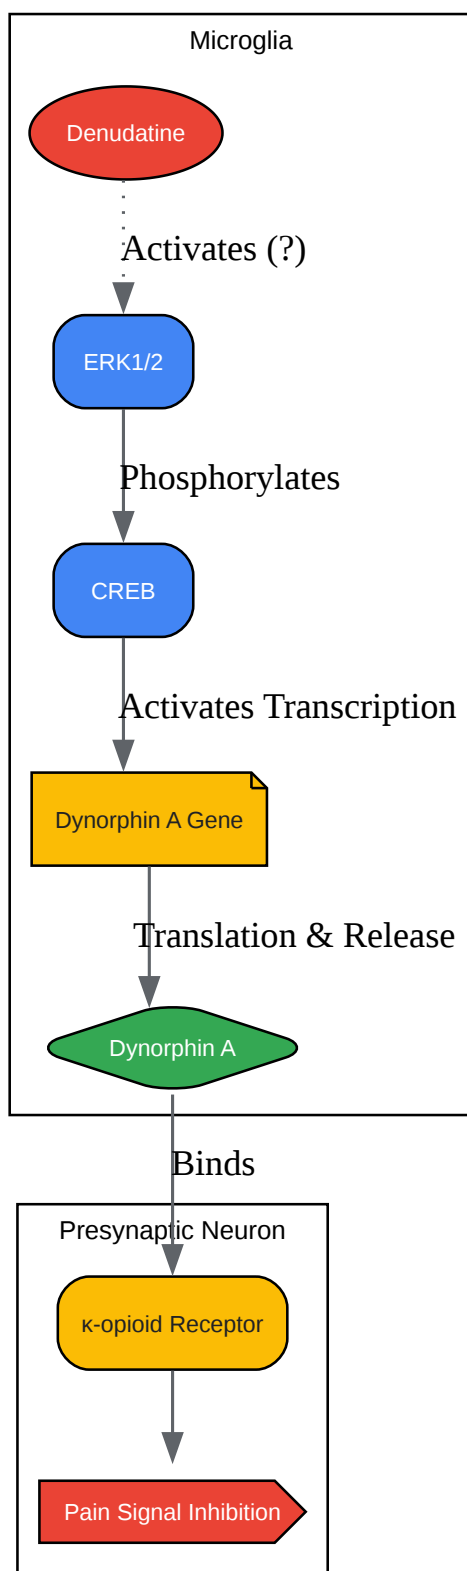 Microglia
Denudatine
Activates (?)
ERK1/2
Phosphorylates
CREB
Activates Transcription
Dynorphin A Gene
Translation & Release
Dynorphin A
Binds
Presynaptic Neuron
κ-opioid Receptor
Pain Signal Inhibition